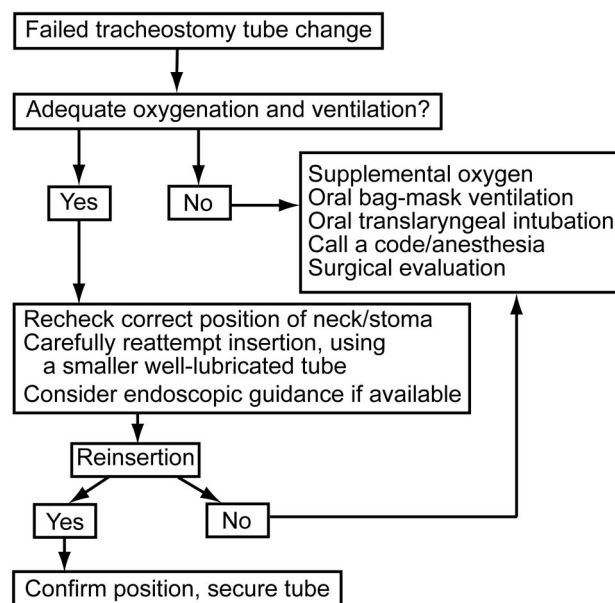 Failed tracheostomy tube change
Adequate oxygenation and ventilation?
Yes
No
Supplemental oxygen
Oral bag-mask ventilation
Oral translaryngeal intubation
Call a code/anesthesia
Surgical evaluation
Recheck correct position of neck/stoma
Carefully reattempt insertion, using
a smaller well-lubricated tube
Consider endoscopic guidance if available
Reinsertion
Yes
No
Confirm position, secure tube